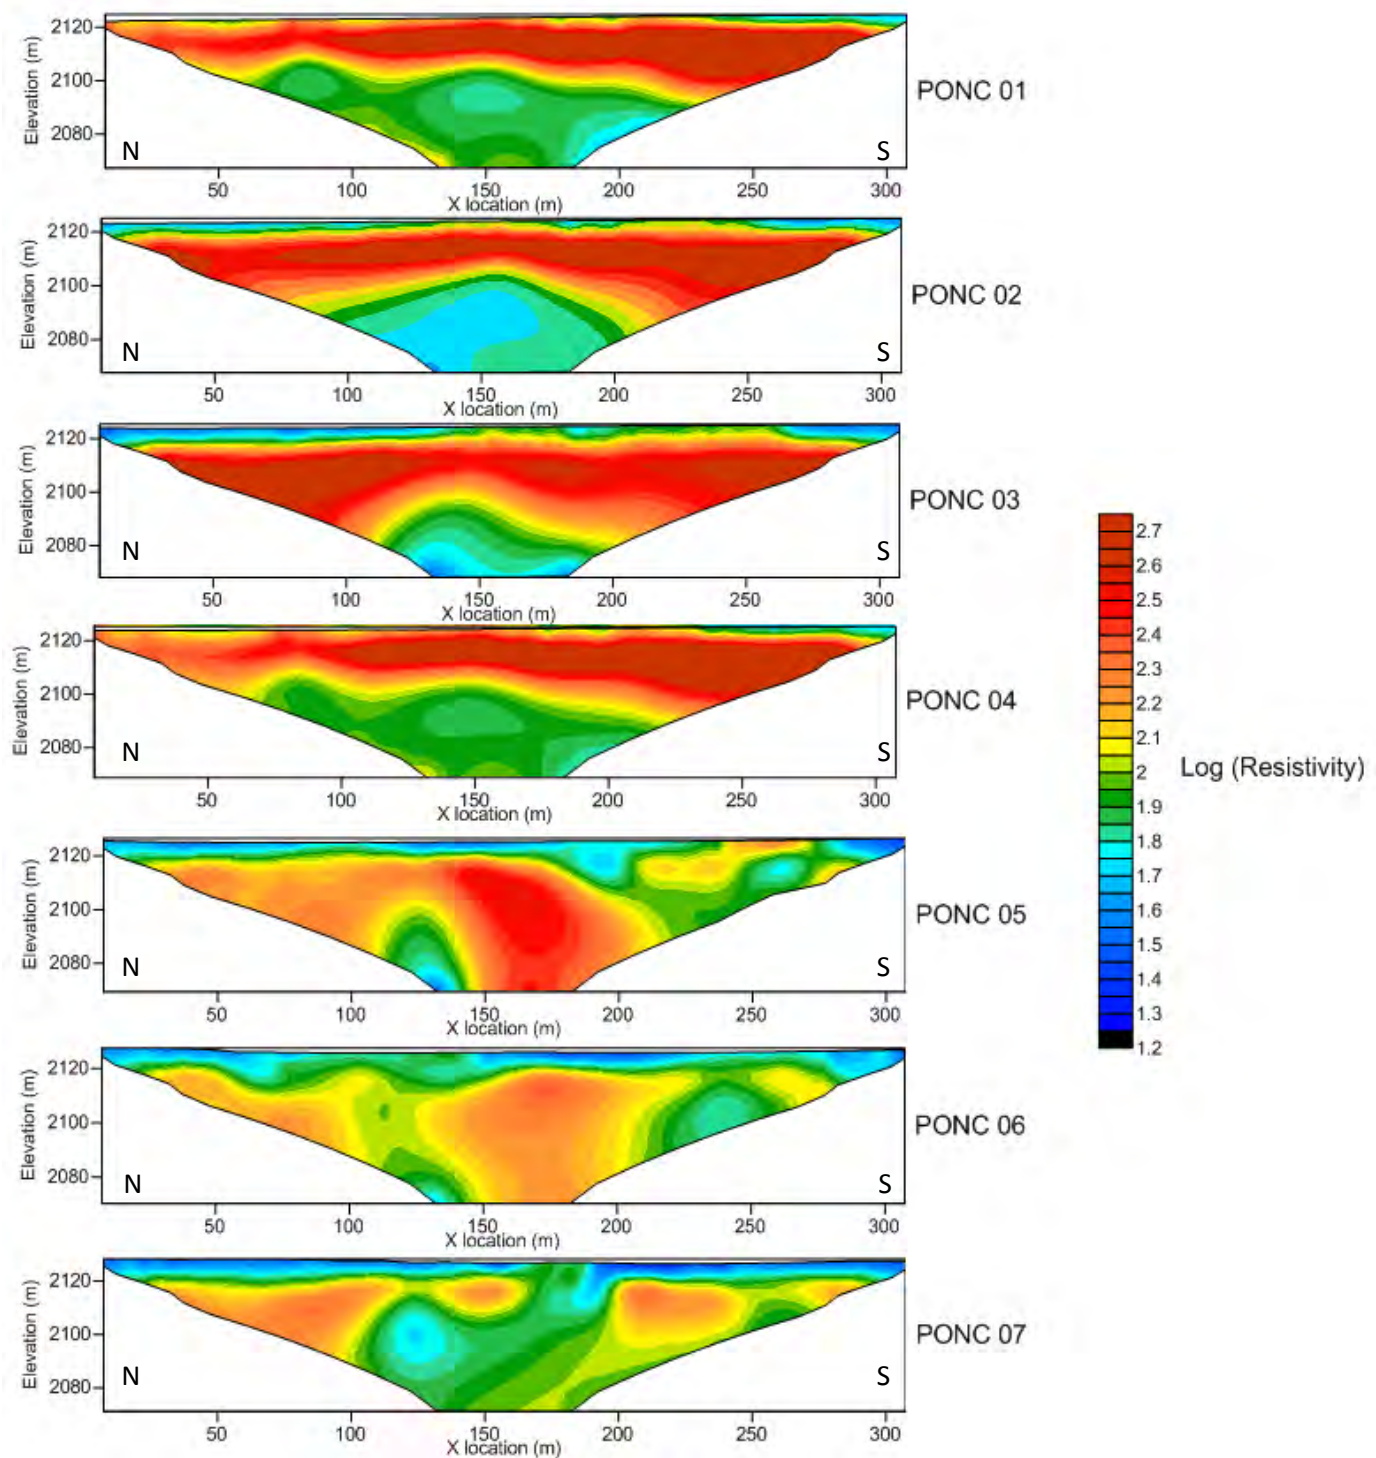 2120
2100
2080
Elevation (m)
N
S
PONC 01
50
100
150
200
250
300
X location (m)
2120
2100
2080
Elevation (m)
N
S
PONC 02
50
100
150
200
250
300
X location (m)
2120
2100
2080
Elevation (m)
N
S
PONC 03
50
100
150
200
250
300
X location (m)
2120
2100
2080
Elevation (m)
N
S
PONC 04
50
100
150
200
250
300
X location (m)
2120
2100
2080
Elevation (m)
N
S
PONC 05
50
100
150
200
250
300
X location (m)
2120
2100
2080
Elevation (m)
N
S
PONC 06
50
100
150
200
250
300
X location (m)
2120
2100
2080
Elevation (m)
N
S
PONC 07
50
100
150
200
250
300
X location (m)
2.7
2.6
2.5
2.4
2.3
2.2
2.1
2
1.9
1.8
1.7
1.6
1.5
1.4
1.3
1.2
Log (Resistivity)